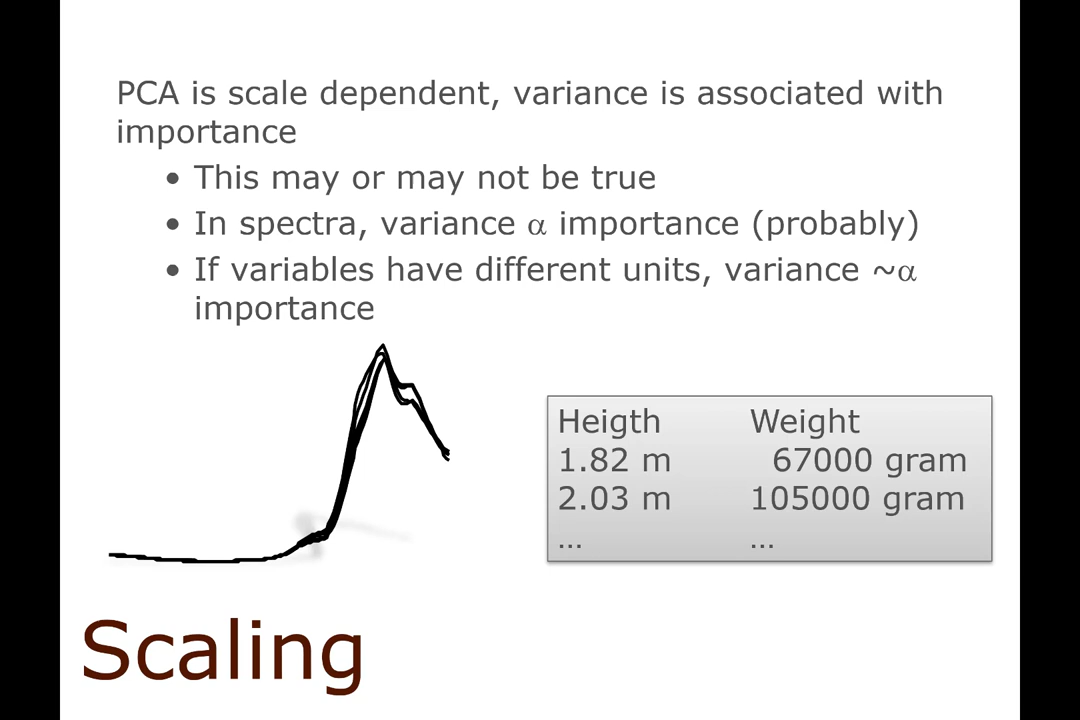 PCA is scale dependent, variance is associated with
importance
• This may or may not be true
• In spectra, variance α importance (probably)
• If variables have different units, variance ~α
importance
Heigth Weight
1.82 m 67000 gram
2.03 m 105000 gram
... ...
Scaling